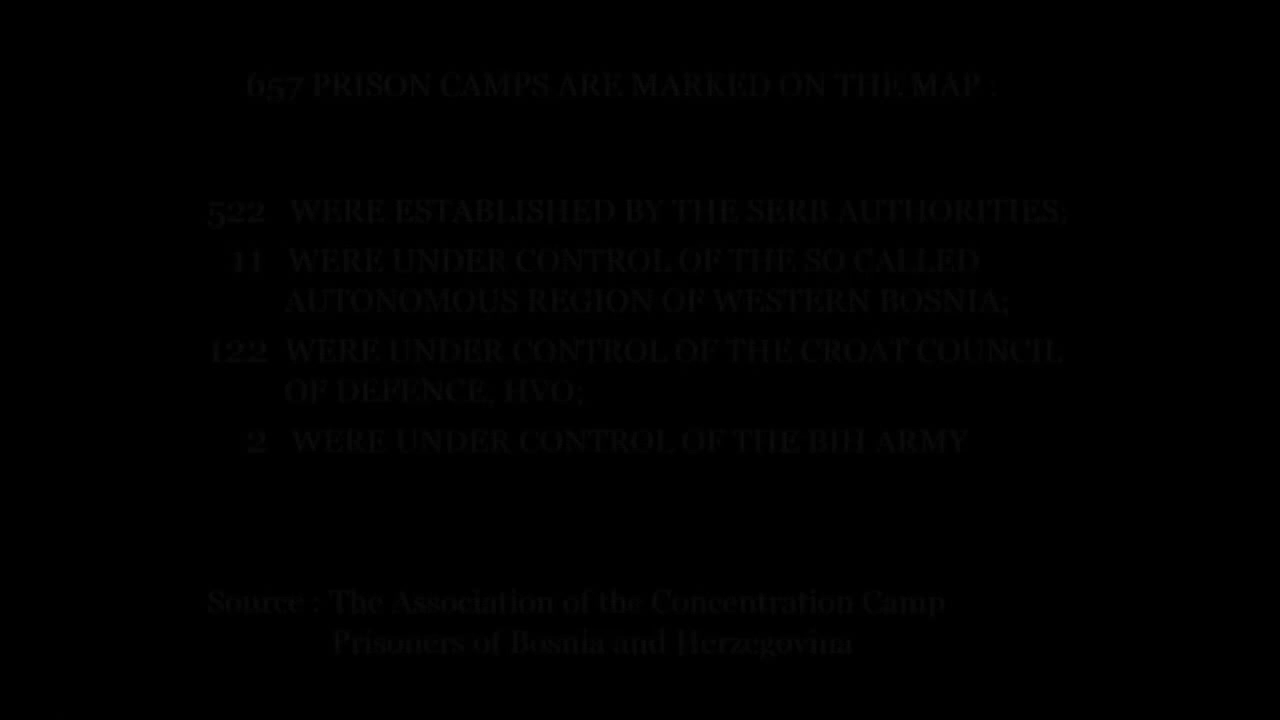 657 PRISON CAMPS ARE MARKED ON THE MAP :
522 WERE ESTABLISHED BY THE SERB AUTHORITIES;
11 WERE UNDER CONTROL OF THE SO CALLED
AUTONOMOUS REGION OF WESTERN BOSNIA;
122 WERE UNDER CONTROL OF THE CROAT COUNCIL
OF DEFENCE, HVO;
2 WERE UNDER CONTROL OF THE BIH ARMY
Source : The Association of the Concentration Camp
Prisoners of Bosnia and Herzegovina